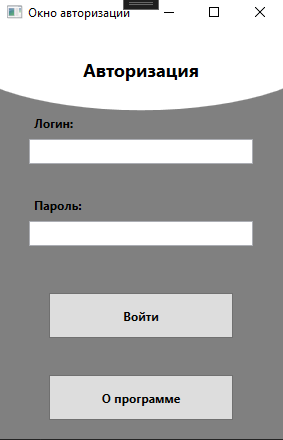 Окно авторизации
Авторизация
Логин:
Пароль:
Войти
О программе